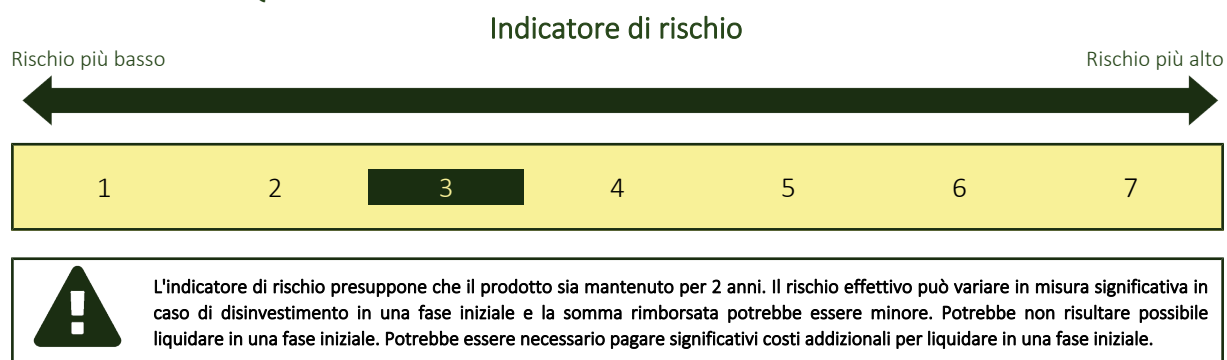 Indicatore di rischio
Rischio più basso Rischio più alto
1 2 3 4 5 6 7
L'indicatore di rischio presuppone che il prodotto sia mantenuto per 2 anni. Il rischio effettivo può variare in misura significativa in
caso di disinvestimento in una fase iniziale e la somma rimborsata potrebbe essere minore. Potrebbe non risultare possibile
liquidare in una fase iniziale. Potrebbe essere necessario pagare significativi costi addizionali per liquidare in una fase iniziale.